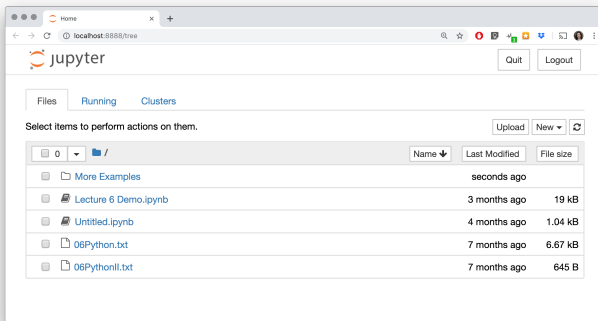 Home
localhost:8888/tree
jupyter
Quit
Logout
Files
Running
Clusters
Select items to perform actions on them.
Upload
New
0
/
Name
Last Modified
File size
More Examples
seconds ago
Lecture 6 Demo.ipynb
3 months ago
19 kB
Untitled.ipynb
4 months ago
1.04 kB
06Python.txt
7 months ago
6.67 kB
06PythonII.txt
7 months ago
645 B